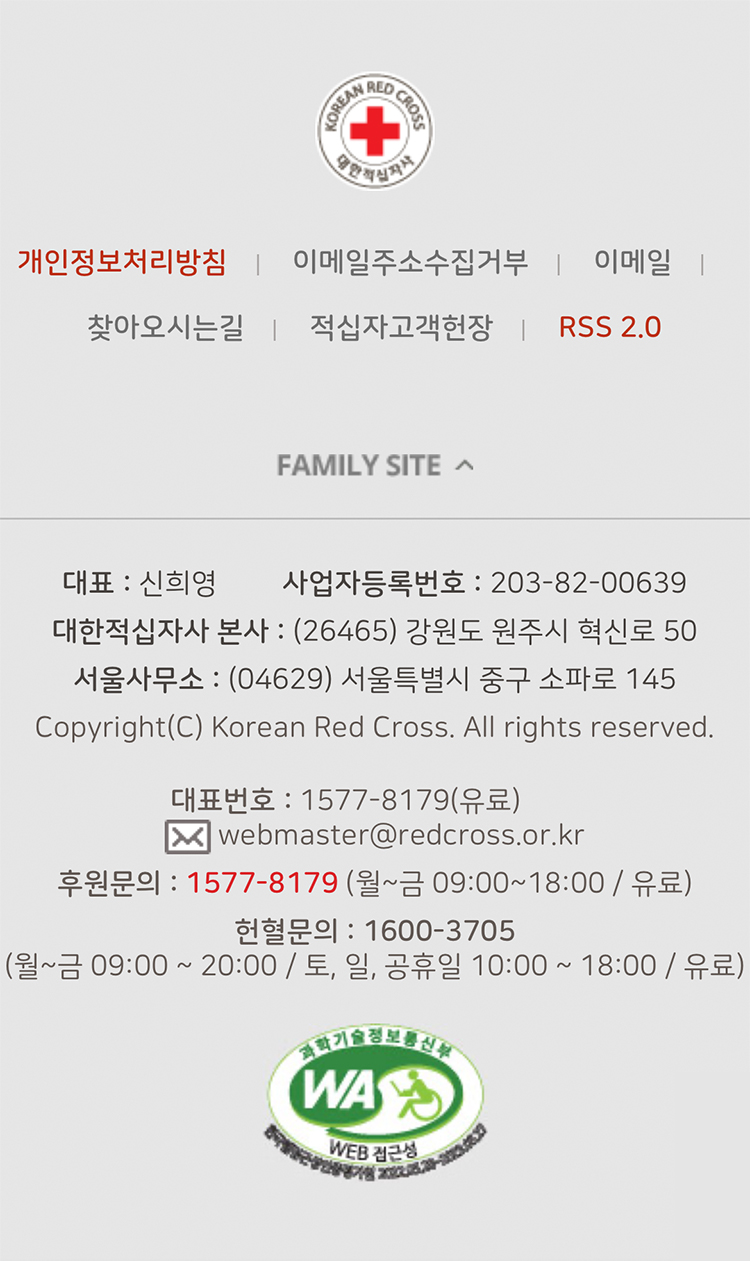 KOREAN RED CROSS
대한적십자사
개인정보처리방침 | 이메일주소수집거부 | 이메일 |
찾아오시는길 | 적십자고객헌장 | RSS 2.0
FAMILY SITE
대표 : 신희영 사업자등록번호 : 203-82-00639
대한적십자사 본사 : (26465) 강원도 원주시 혁신로 50
서울사무소 : (04629) 서울특별시 중구 소파로 145
Copyright(C) Korean Red Cross. All rights reserved.
대표번호 : 1577-8179(유료)
webmaster@redcross.or.kr
후원문의 : 1577-8179 (월~금 09:00~18:00 / 유료)
헌혈문의 : 1600-3705
(월~금 09:00 ~ 20:00 / 토, 일, 공휴일 10:00 ~ 18:00 / 유료)
과학기술정보통신부
WA
WEB 접근성